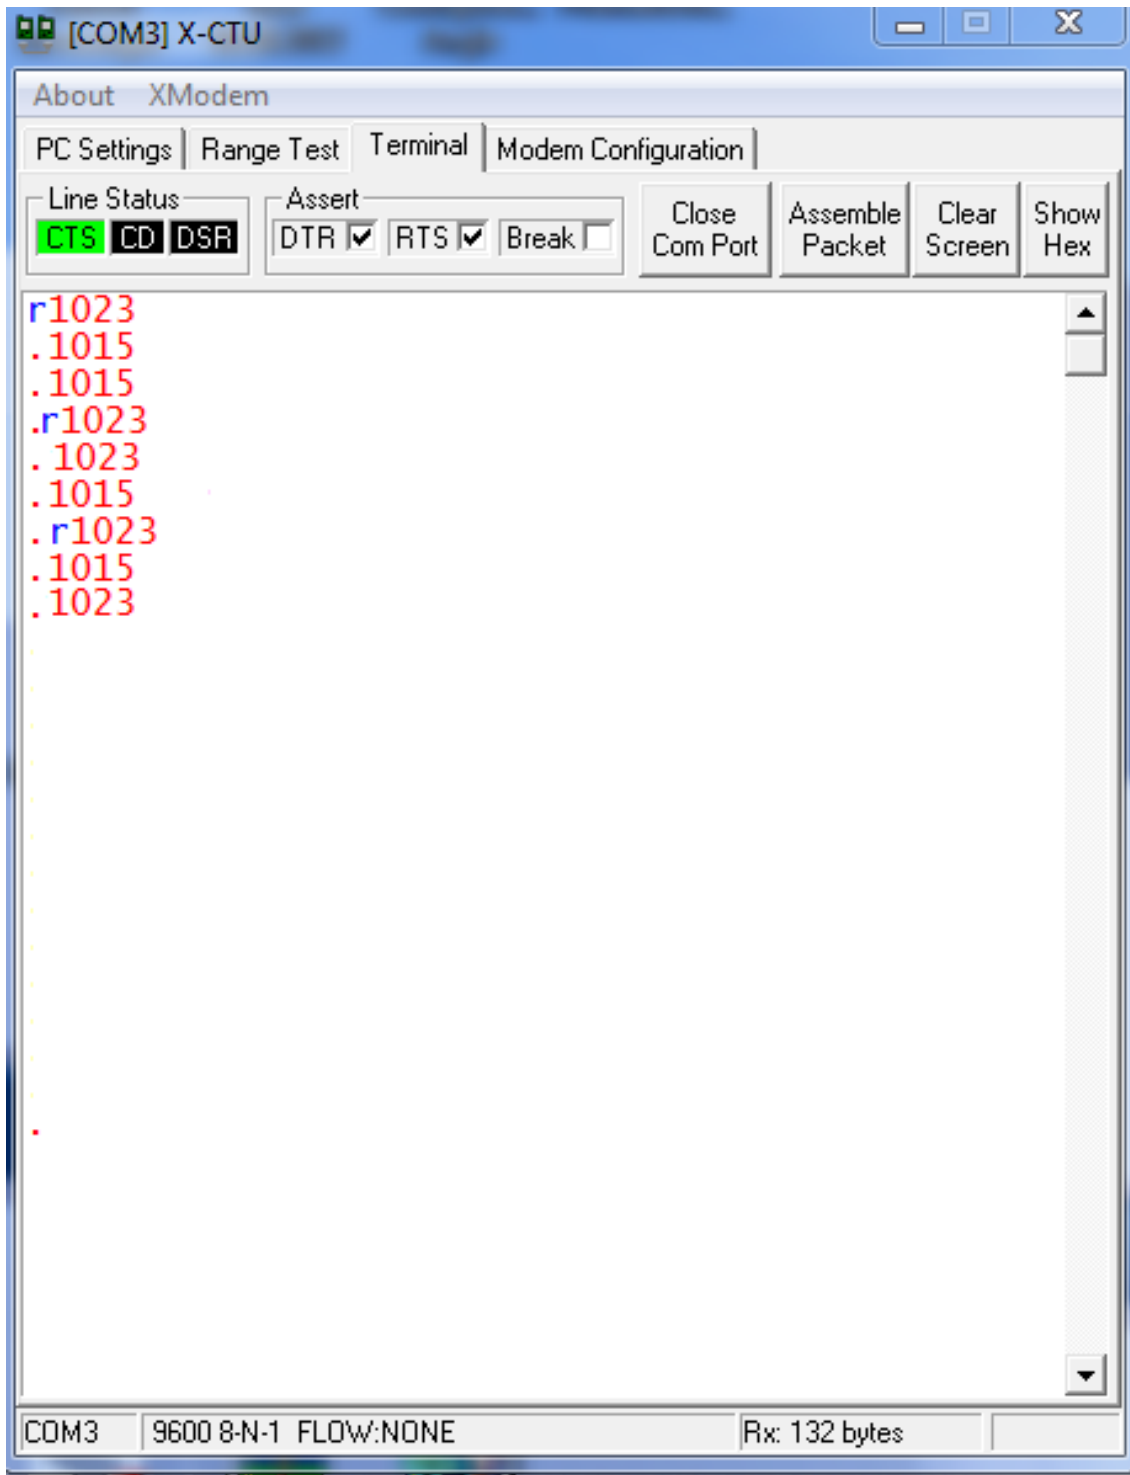 [COM3] X-CTU
About XModem
PC Settings Range Test Terminal Modem Configuration
Line Status
CTS CD DSR
Assert
DTR RTS Break
Close Com Port
Assemble Packet
Clear Screen
Show Hex
r1023
.1015
.1015
.r1023
.1023
.1015
.r1023
.1015
.1023
.
COM3 9600 8-N-1 FLOW:NONE Rx: 132 bytes